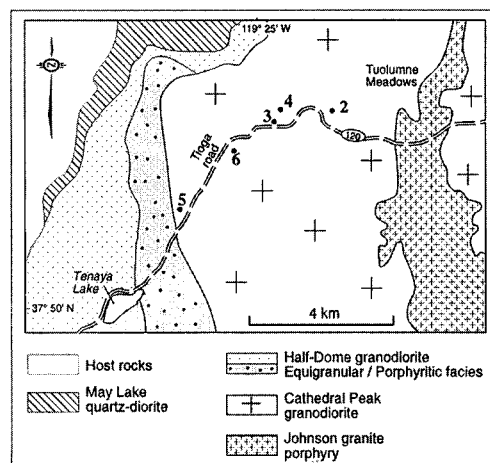 119° 25' W
N
Tuolumne
Meadows
4
3
2
120
6
Tioga
road
5
Tenaya
Lake
37° 50' N
4 km
Host rocks
May Lake
quartz-diorite
Half-Dome granodiorite
Equigranular / Porphyritic facies
Cathedral Peak
granodiorite
Johnson granite
porphyry